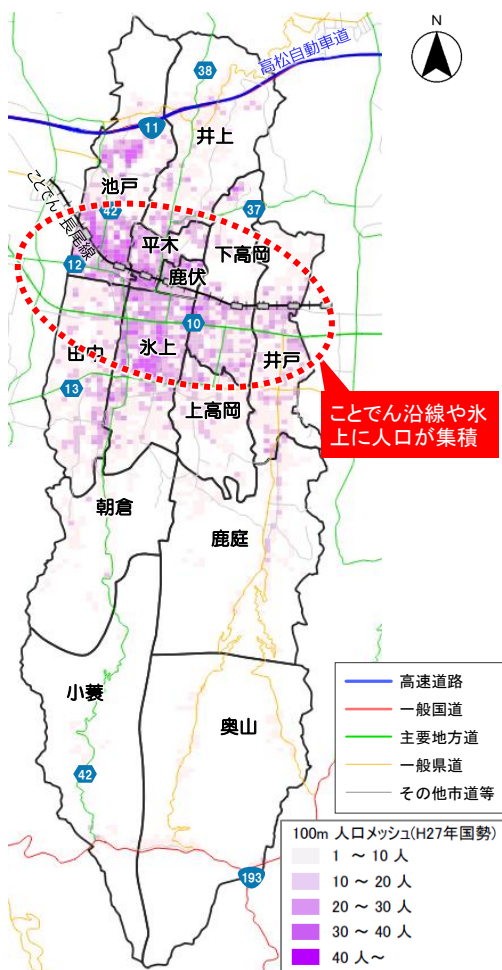 N
高松自動車道
38
11
井上
池戸
ことでん 長尾線
42
37
平木
下高岡
12
鹿伏
10
田中
氷上
井戸
13
上高岡
ことでん沿線や氷
上に人口が集積
朝倉
鹿庭
小蓑
奥山
42
193
高速道路
一般国道
主要地方道
一般県道
その他市道等
100m 人口メッシュ(H27年国勢)
1 ～ 10 人
10 ～ 20 人
20 ～ 30 人
30 ～ 40 人
40 人～